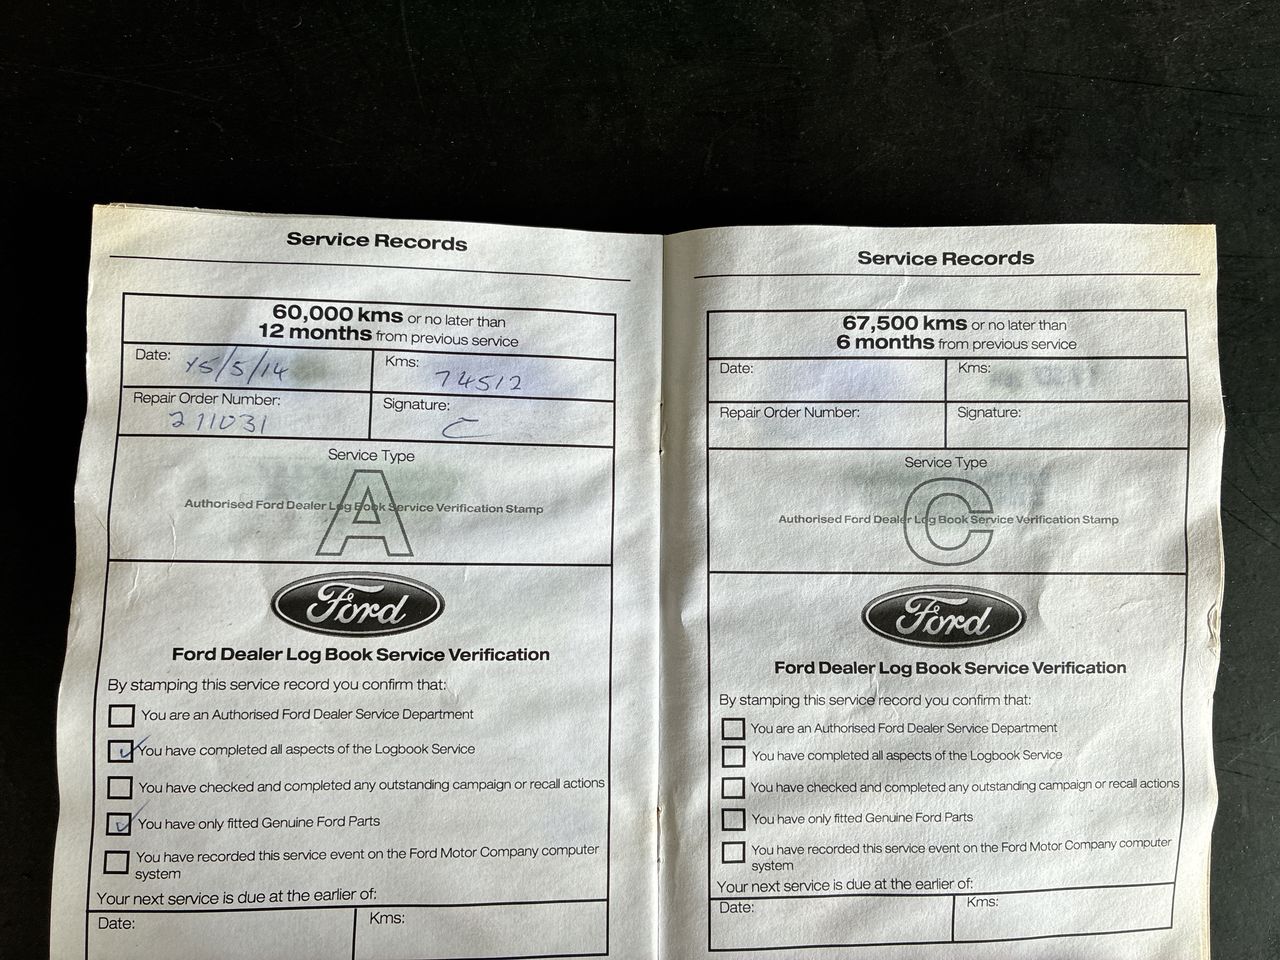 Service Records
60,000 kms or no later than
12 months from previous service
Date: 15/5/14
Kms: 74512
Repair Order Number: 211031
Signature:
Service Type
A
Authorised Ford Dealer Log Book Service Verification Stamp
Ford
Ford Dealer Log Book Service Verification
By stamping this service record you confirm that:
You are an Authorised Ford Dealer Service Department
You have completed all aspects of the Logbook Service
You have checked and completed any outstanding campaign or recall actions
You have only fitted Genuine Ford Parts
You have recorded this service event on the Ford Motor Company computer
system
Your next service is due at the earlier of:
Date:
Kms:
Service Records
67,500 kms or no later than
6 months from previous service
Date:
Kms:
Repair Order Number:
Signature:
Service Type
C
Authorised Ford Dealer Log Book Service Verification Stamp
Ford
Ford Dealer Log Book Service Verification
By stamping this service record you confirm that:
You are an Authorised Ford Dealer Service Department
You have completed all aspects of the Logbook Service
You have checked and completed any outstanding campaign or recall actions
You have only fitted Genuine Ford Parts
You have recorded this service event on the Ford Motor Company computer
system
Your next service is due at the earlier of:
Date:
Kms: